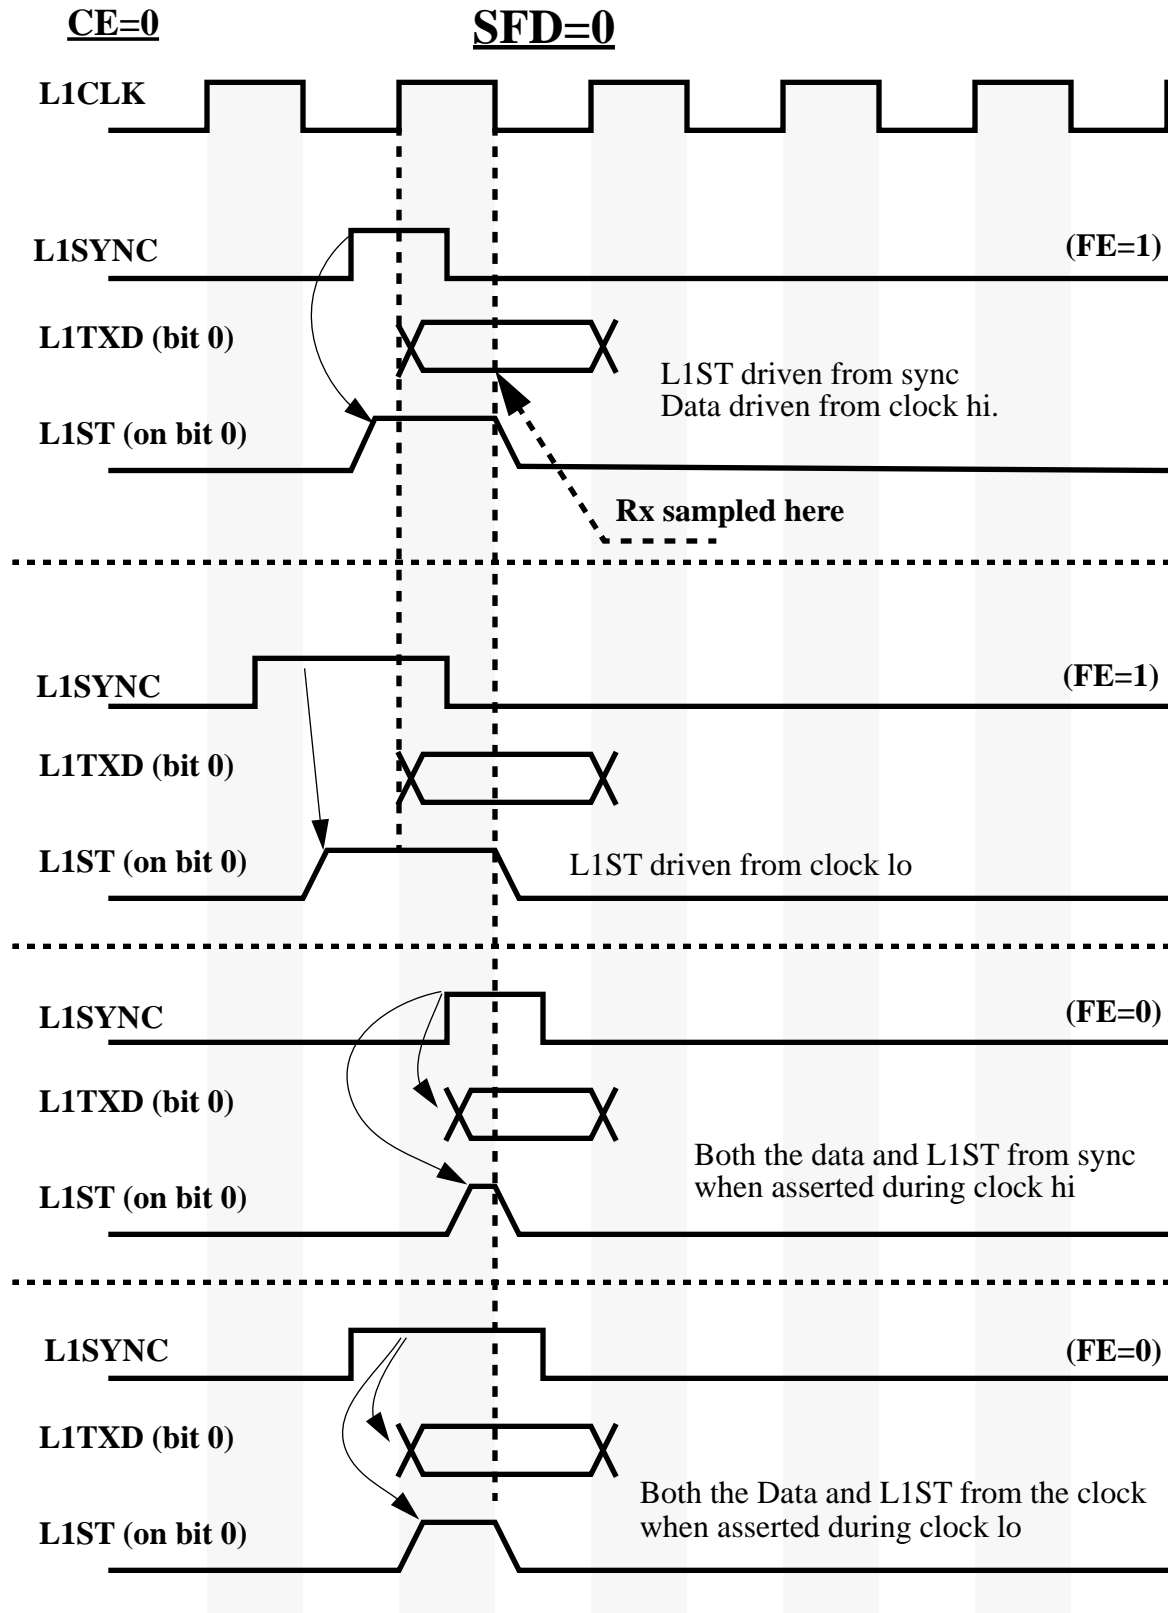 CE=0
SFD=0
L1CLK
L1SYNC
(FE=1)
L1TXD (bit 0)
L1ST driven from sync
Data driven from clock hi.
L1ST (on bit 0)
Rx sampled here
L1SYNC
(FE=1)
L1TXD (bit 0)
L1ST (on bit 0)
L1ST driven from clock lo
L1SYNC
(FE=0)
L1TXD (bit 0)
Both the data and L1ST from sync
when asserted during clock hi
L1ST (on bit 0)
L1SYNC
(FE=0)
L1TXD (bit 0)
Both the Data and L1ST from the clock
when asserted during clock lo
L1ST (on bit 0)